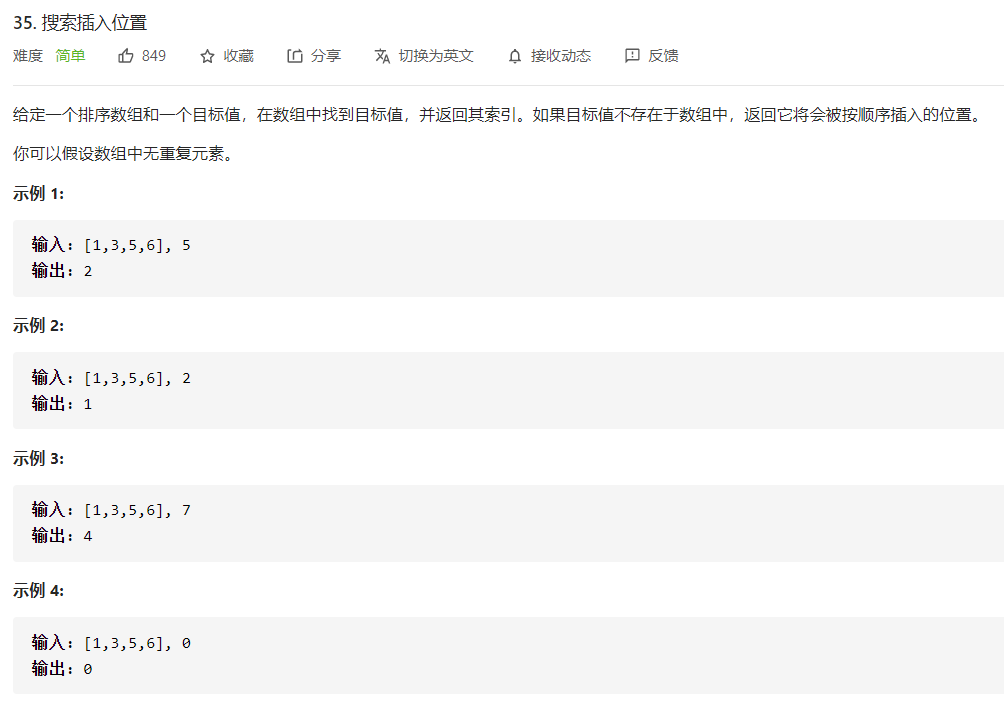 35. 搜索插入位置
难度 简单 849 收藏 分享 切换为英文 接收动态 反馈
给定一个排序数组和一个目标值，在数组中找到目标值，并返回其索引。如果目标值不存在于数组中，返回它将会被按顺序插入的位置。
你可以假设数组中无重复元素。
示例 1:
输入: [1,3,5,6], 5
输出: 2
示例 2:
输入: [1,3,5,6], 2
输出: 1
示例 3:
输入: [1,3,5,6], 7
输出: 4
示例 4:
输入: [1,3,5,6], 0
输出: 0